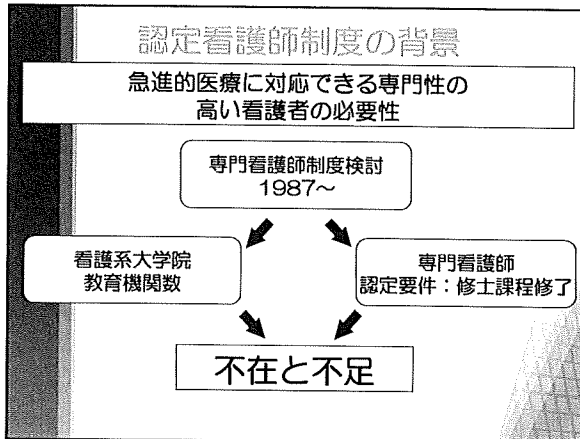 認定看護師制度の背景
急進的医療に対応できる専門性の
高い看護者の必要性
専門看護師制度検討
1987~
看護系大学院
教育機関数
専門看護師
認定要件:修士課程修了
不在と不足